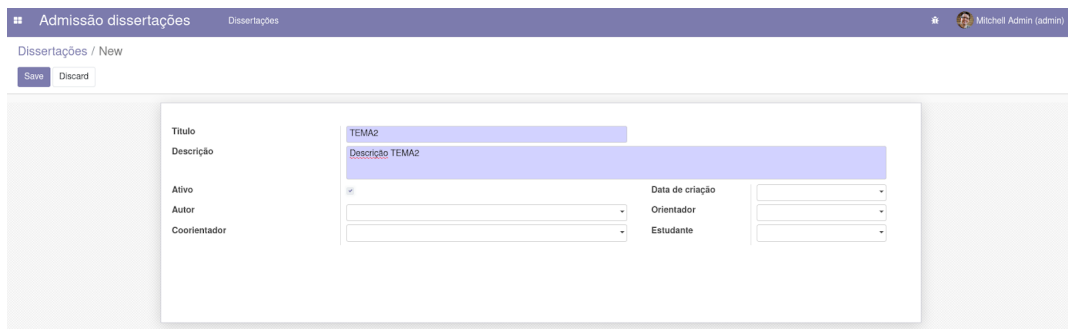 Admissão dissertações Dissertações Mitchell Admin (admin)
Dissertações / New
Save Discard
Título TEMA2
Descrição Descrição TEMA2
Ativo Data de criação
Autor Orientador
Coorientador Estudante